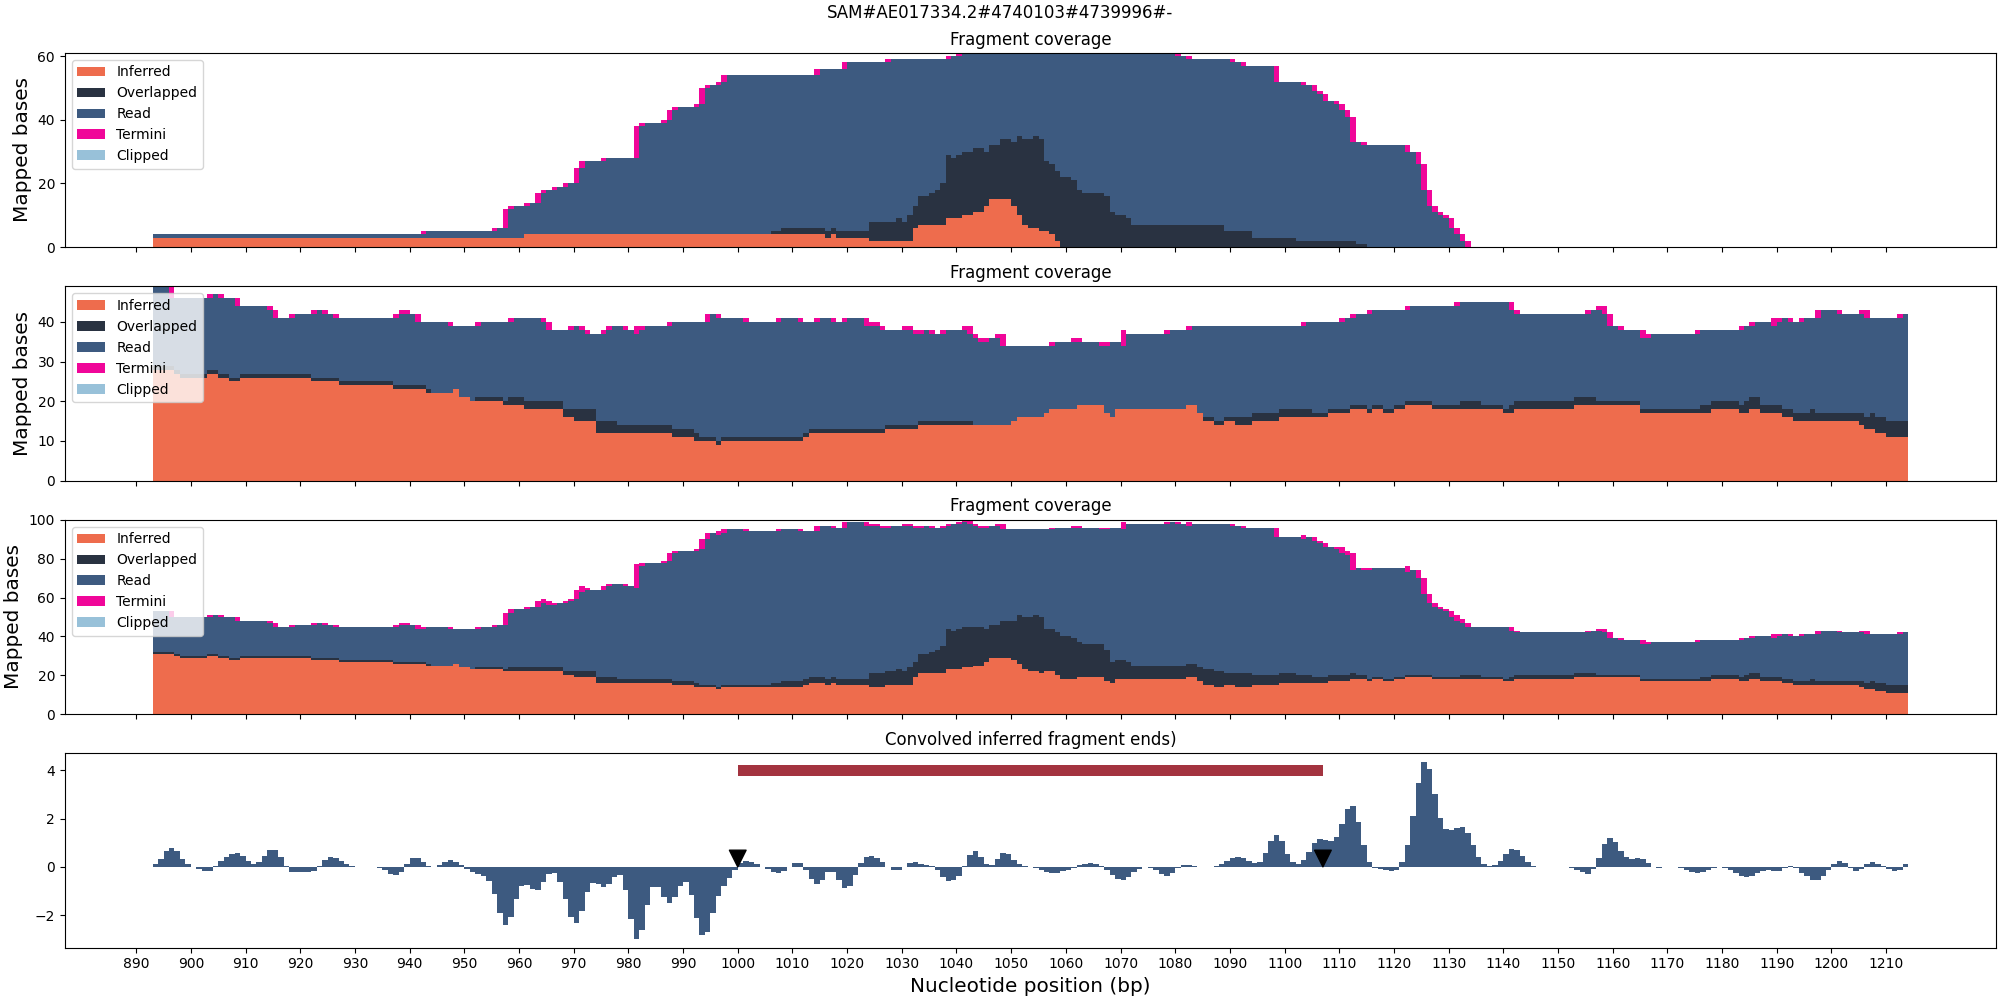 SAM#AE017334.2#4740103#4739996#-
Fragment coverage
Mapped bases
60
40
20
0
Inferred
Overlapped
Read
Termini
Clipped
Fragment coverage
Mapped bases
40
30
20
10
0
Inferred
Overlapped
Read
Termini
Clipped
Fragment coverage
Mapped bases
100
80
60
40
20
0
Inferred
Overlapped
Read
Termini
Clipped
Convolved inferred fragment ends)
4
2
0
−2
890 900 910 920 930 940 950 960 970 980 990 1000 1010 1020 1030 1040 1050 1060 1070 1080 1090 1100 1110 1120 1130 1140 1150 1160 1170 1180 1190 1200 1210
Nucleotide position (bp)